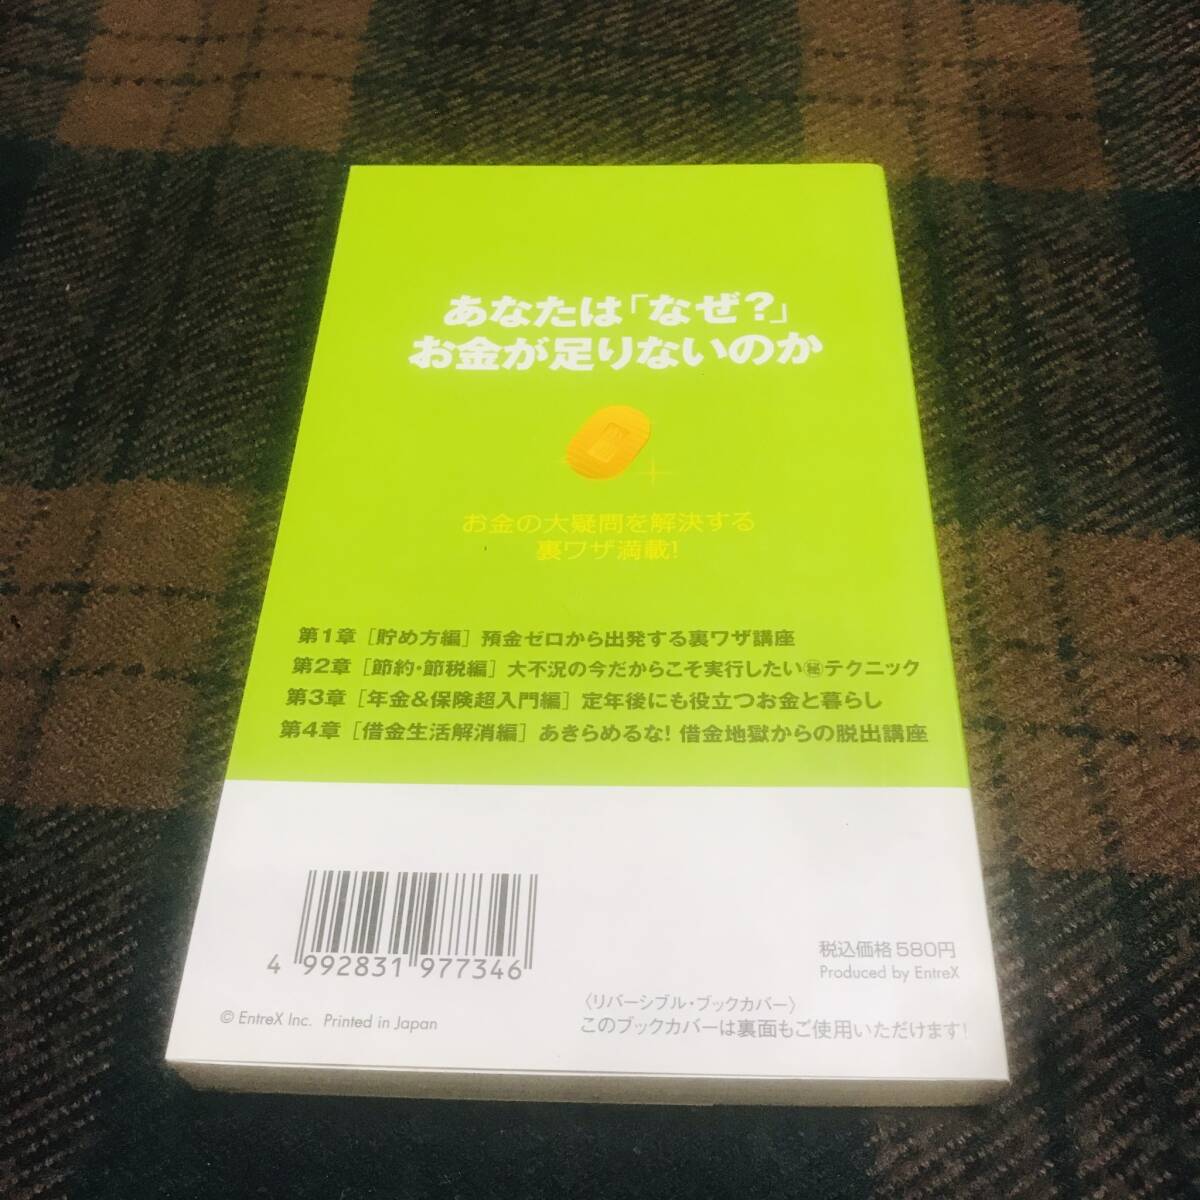 あなたは「なぜ？」
お金が足りないのか
お金の大疑問を解決する
裏ワザ満載！
第1章［貯め方編］預金ゼロから出発する裏ワザ講座
第2章［節約・節税編］大不況の今だからこそ実行したい㊙テクニック
第3章［年金&保険超入門編］定年後にも役立つお金と暮らし
第4章［借金生活解消編］あきらめるな！借金地獄からの脱出講座
4 992831 977346
税込価格580円
Produced by EntreX
© EntreX Inc. Printed in Japan
〈リバーシブル・ブックカバー〉
このブックカバーは裏面もご使用いただけます！